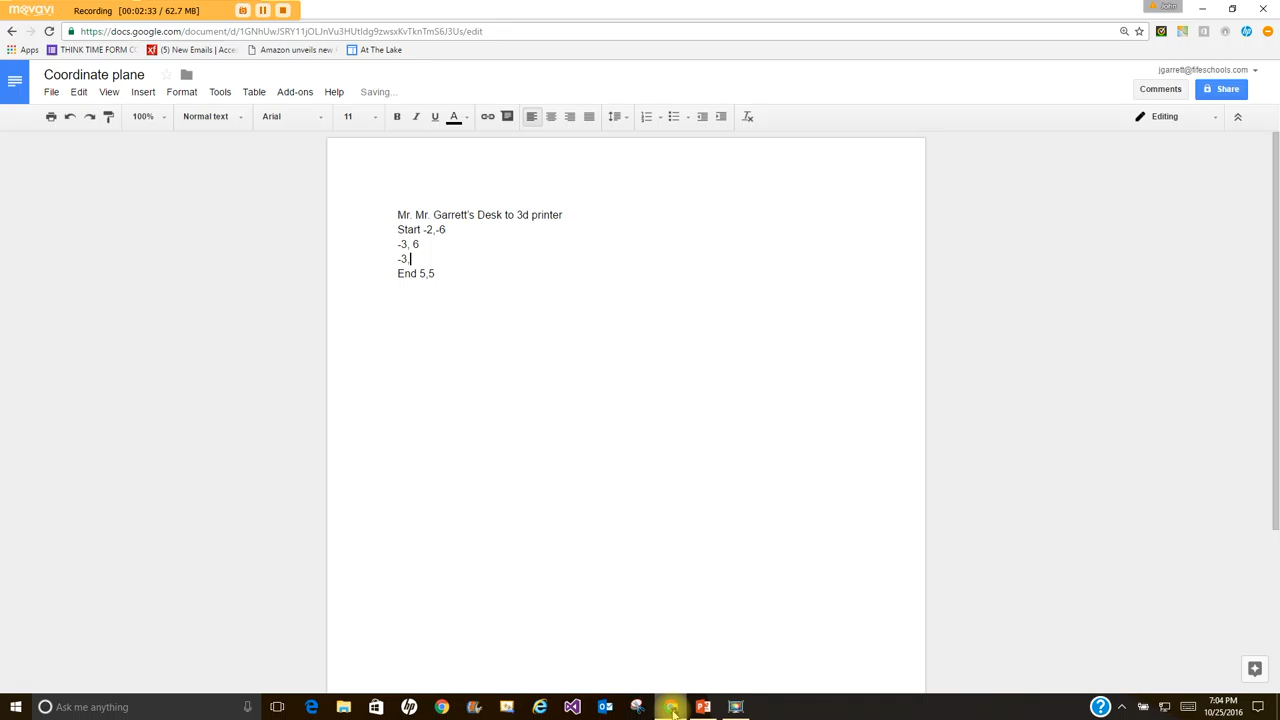 movavi Recording [00:02:33 / 62.7 MB] John
https://docs.google.com/document/d/1GNhUwJSRY11jOLJnVu3HUtldg9zwsxKvTknTmS6J3Us/edit
Apps THINK TIME FORM CO (5) New Emails | Acce Amazon unveils new At The Lake
Coordinate plane jgarrett@fifeschools.com
File Edit View Insert Format Tools Table Add-ons Help Saving... Comments Share
100% Normal text Arial 11 B I U A Editing
Mr. Mr. Garrett's Desk to 3d printer
Start -2,-6
-3, 6
-3,
End 5,5
Ask me anything 7:04 PM
10/25/2016